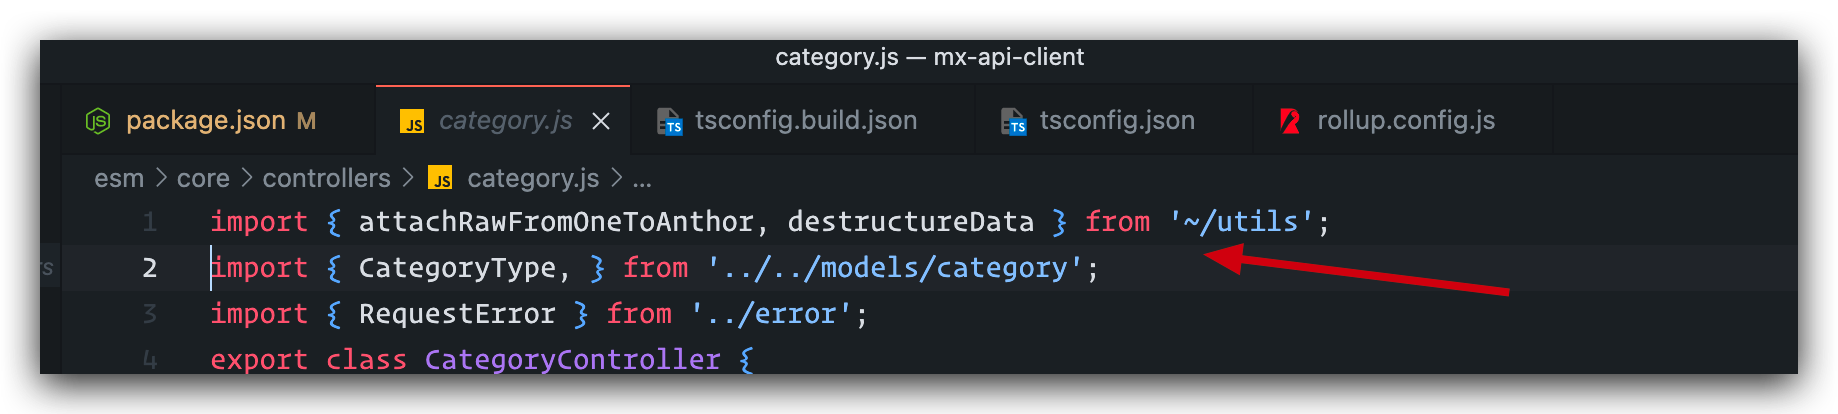 category.js — mx-api-client
package.json M category.js tsconfig.build.json tsconfig.json rollup.config.js
esm > core > controllers > JS category.js > ...
1 import { attachRawFromOneToAnthor, destructureData } from '~/utils';
rs
2 import { CategoryType, } from '../../models/category';
3 import { RequestError } from '../error';
4 export class CategoryController {